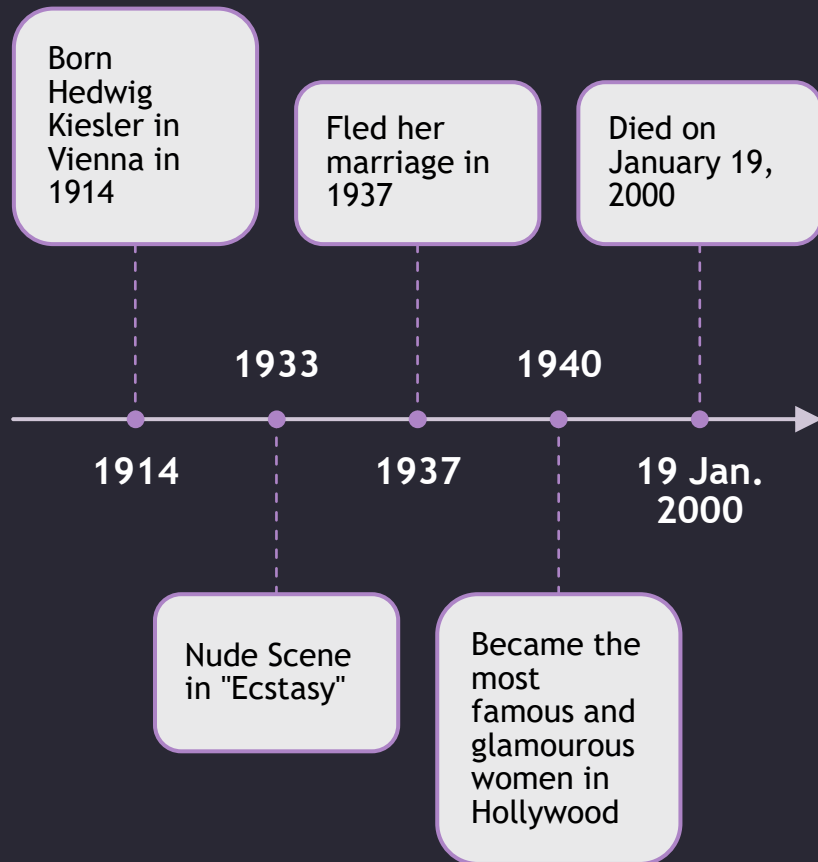 Born
Hedwig
Kiesler in
Vienna in
1914
Fled her
marriage in
1937
Died on
January 19,
2000
1933
1940
1914
1937
19 Jan.
2000
Nude Scene
in "Ecstasy"
Became the
most
famous and
glamourous
women in
Hollywood